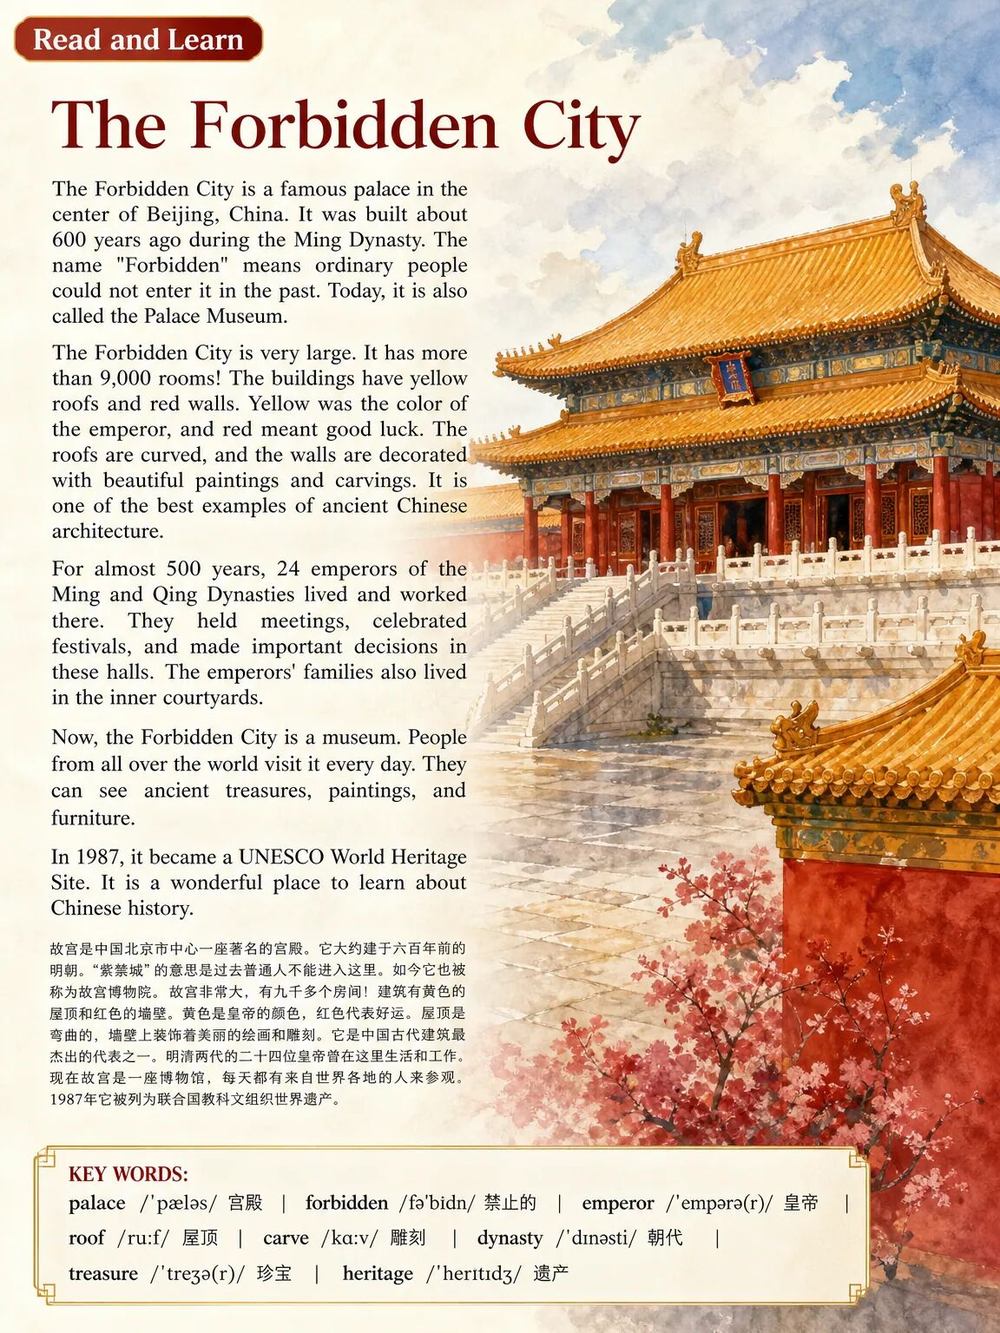 Read and Learn
The Forbidden City
The Forbidden City is a famous palace in the
center of Beijing, China. It was built about
600 years ago during the Ming Dynasty. The
name "Forbidden" means ordinary people
could not enter it in the past. Today, it is also
called the Palace Museum.
The Forbidden City is very large. It has more
than 9,000 rooms! The buildings have yellow
roofs and red walls. Yellow was the color of
the emperor, and red meant good luck. The
roofs are curved, and the walls are decorated
with beautiful paintings and carvings. It is
one of the best examples of ancient Chinese
architecture.
For almost 500 years, 24 emperors of the
Ming and Qing Dynasties lived and worked
there. They held meetings, celebrated
festivals, and made important decisions in
these halls. The emperors' families also lived
in the inner courtyards.
Now, the Forbidden City is a museum. People
from all over the world visit it every day. They
can see ancient treasures, paintings, and
furniture.
In 1987, it became a UNESCO World Heritage
Site. It is a wonderful place to learn about
Chinese history.
故宫是中国北京市中心一座著名的宫殿。它大约建于六百年前的
明朝。“紫禁城”的意思是过去普通人不能进入这里。如今它也被
称为故宫博物院。故宫非常大，有九千多个房间！建筑有黄色的
屋顶和红色的墙壁。黄色是皇帝的颜色，红色代表好运。屋顶是
弯曲的，墙壁上装饰着美丽的绘画和雕刻。它是中国古代建筑最
杰出的代表之一。明清两代的二十四位皇帝曾在这里生活和工作。
现在故宫是一座博物馆，每天都有来自世界各地的人来参观。
1987年它被列为联合国教科文组织世界遗产。
KEY WORDS:
palace /ˈpæləs/ 宫殿 | forbidden /fəˈbɪdn/ 禁止的 | emperor /ˈempərə(r)/ 皇帝 |
roof /ruːf/ 屋顶 | carve /kɑːv/ 雕刻 | dynasty /ˈdɪnəsti/ 朝代 |
treasure /ˈtreʒə(r)/ 珍宝 | heritage /ˈherɪtɪdʒ/ 遗产